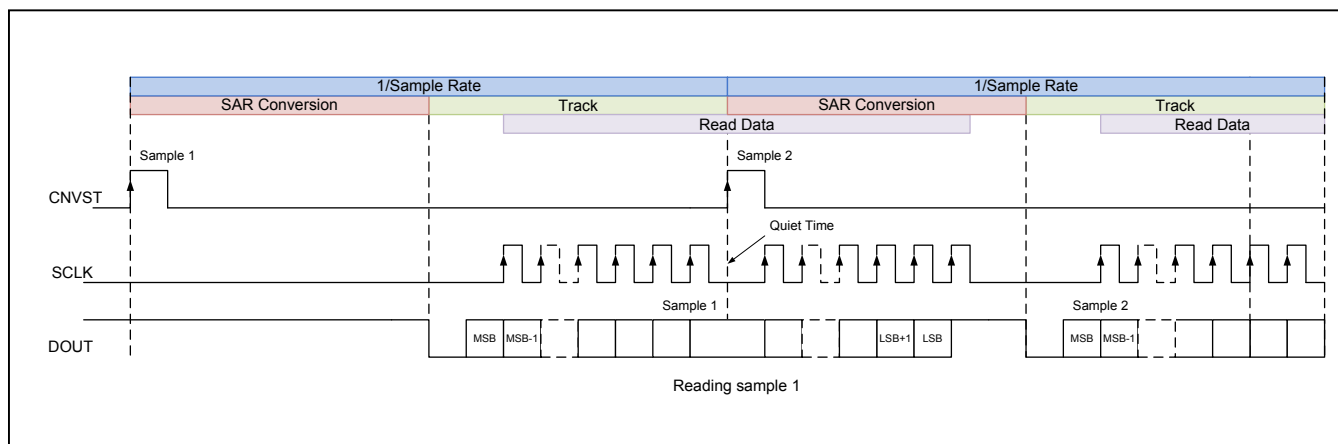 1/Sample Rate 1/Sample Rate
SAR Conversion Track SAR Conversion Track
Read Data Read Data
Sample 1 Sample 2
CNVST
Quiet Time
SCLK
Sample 1 Sample 2
DOUT MSB MSB-1 LSB+1 LSB MSB MSB-1
Reading sample 1